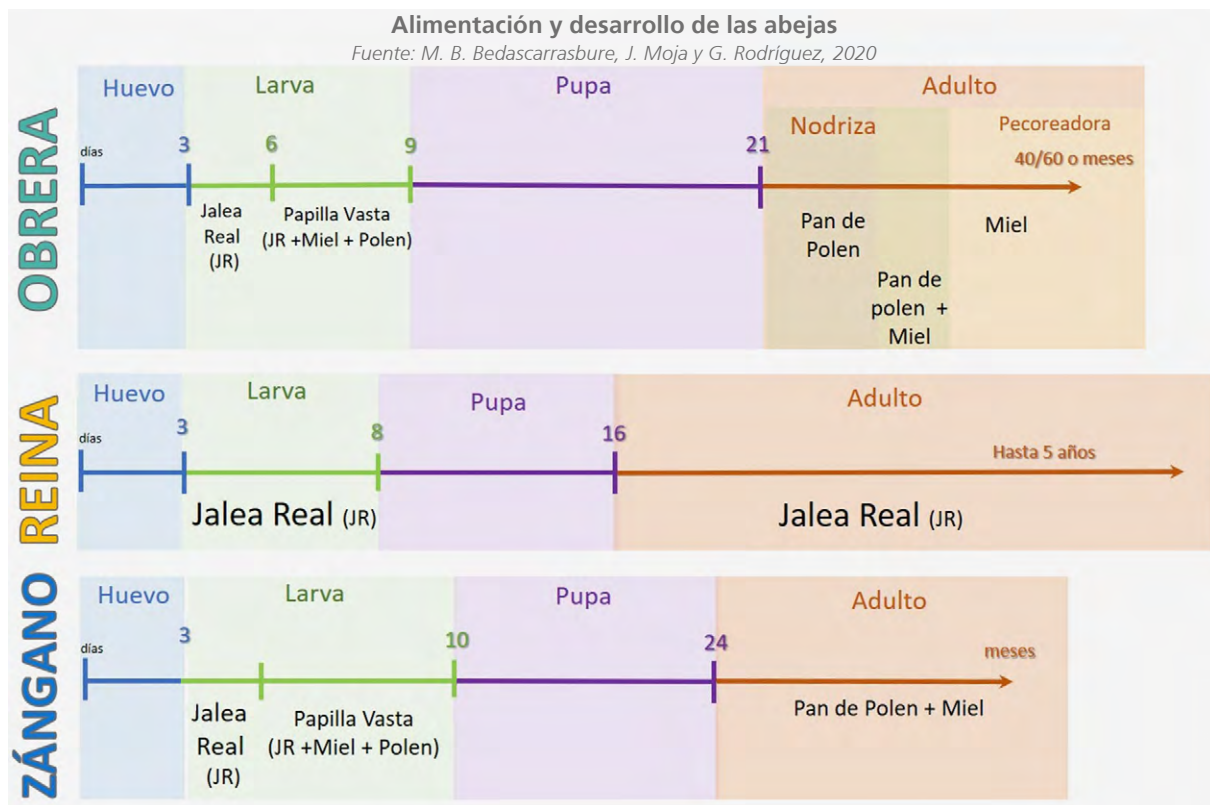 Alimentación y desarrollo de las abejas
Fuente: M. B. Bedascarrasbure, J. Moja y G. Rodríguez, 2020
OBRERA
Huevo
Larva
Pupa
Adulto
Nodriza
Pecoreadora
días
3
6
9
21
40/60 o meses
Jalea
Real
(JR)
Papilla Vasta
(JR +Miel + Polen)
Pan de
Polen
Pan de
polen +
Miel
Miel
REINA
Huevo
Larva
Pupa
Adulto
días
3
8
16
Hasta 5 años
Jalea Real (JR)
Jalea Real (JR)
ZÁNGANO
Huevo
Larva
Pupa
Adulto
días
3
10
24
meses
Jalea
Real
(JR)
Papilla Vasta
(JR +Miel + Polen)
Pan de Polen + Miel